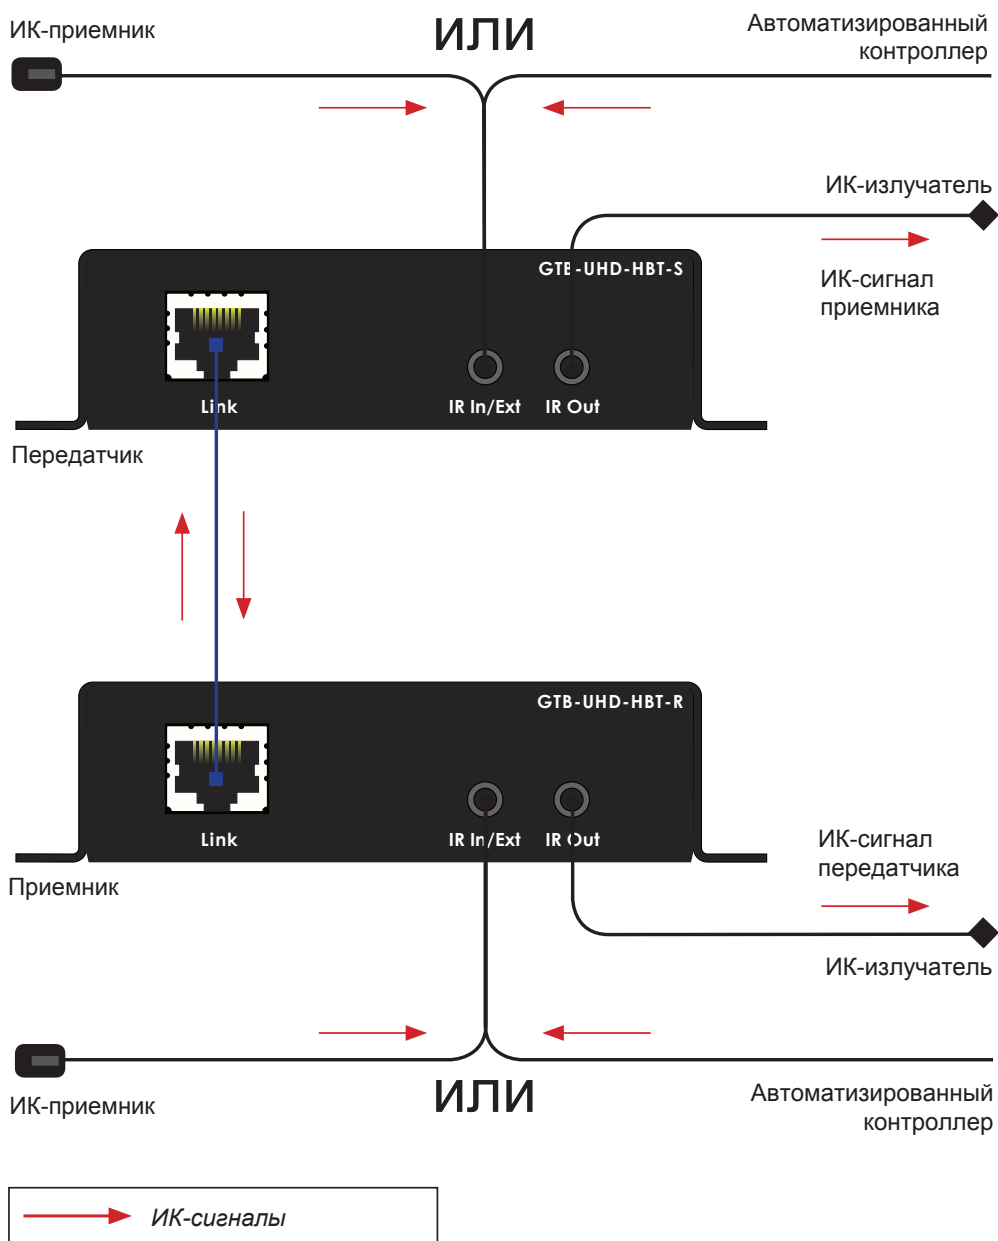 ИК-приемник
ИЛИ
Автоматизированный
контроллер
ИК-излучатель
GTB-UHD-HBT-S
ИК-сигнал
приемника
Link
IR In/Ext
IR Out
Передатчик
GTB-UHD-HBT-R
Link
IR In/Ext
IR Out
ИК-сигнал
передатчика
Приемник
ИК-излучатель
ИК-приемник
ИЛИ
Автоматизированный
контроллер
ИК-сигналы